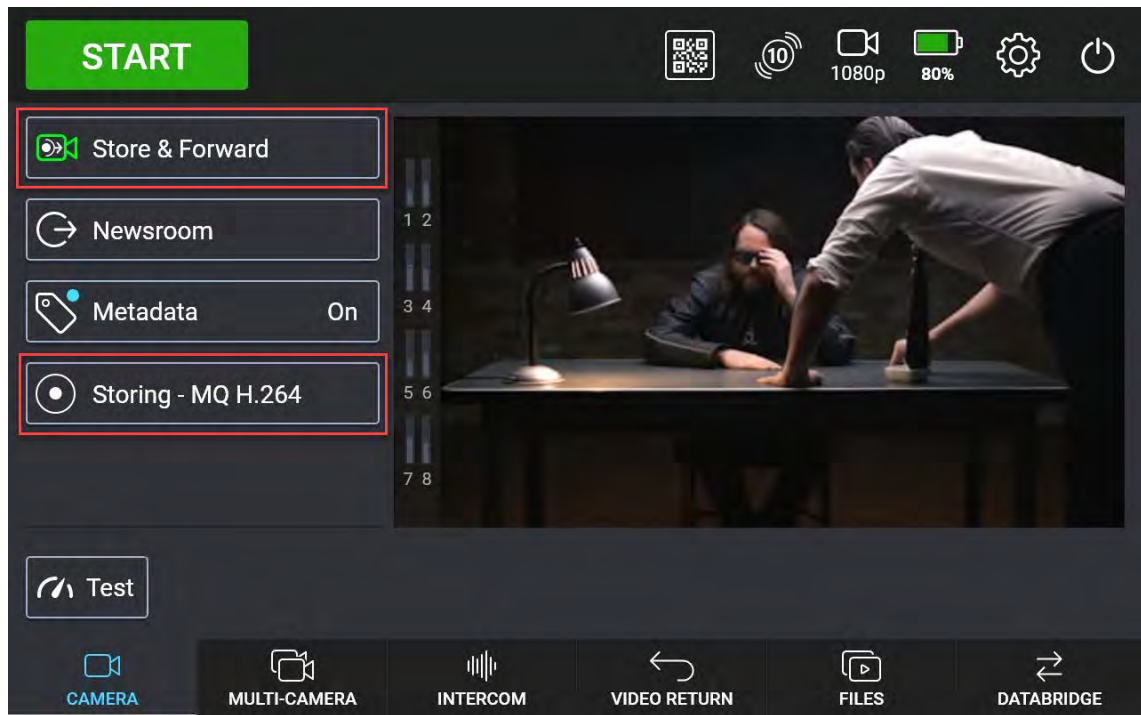 START
10
1080p
80%
Store & Forward
Newsroom
Metadata On
Storing - MQ H.264
1 2
3 4
5 6
7 8
Test
CAMERA
MULTI-CAMERA
INTERCOM
VIDEO RETURN
FILES
DATABRIDGE